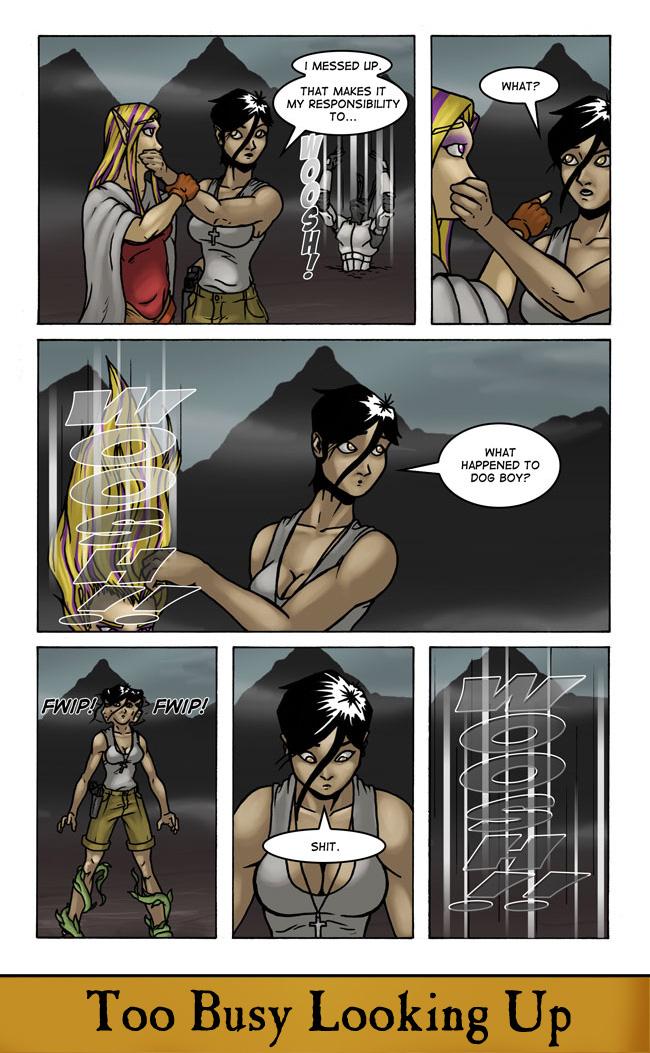 I MESSED UP.
THAT MAKES IT
MY RESPONSIBILITY
TO...
WOOSH!
WHAT?
WOOSH!
WHAT
HAPPENED TO
DOG BOY?
FWIP!
FWIP!
SHIT.
WOOSH!
Too Busy Looking Up